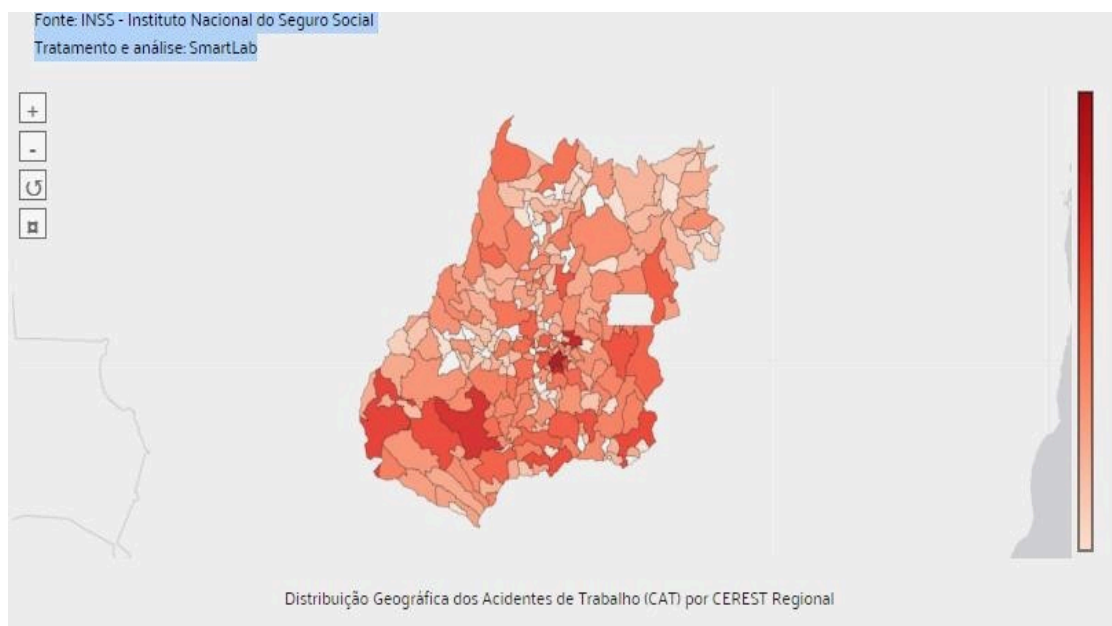 Fonte: INSS - Instituto Nacional do Seguro Social
Tratamento e análise: SmartLab
+
-
↺
¤
Distribuição Geográfica dos Acidentes de Trabalho (CAT) por CEREST Regional